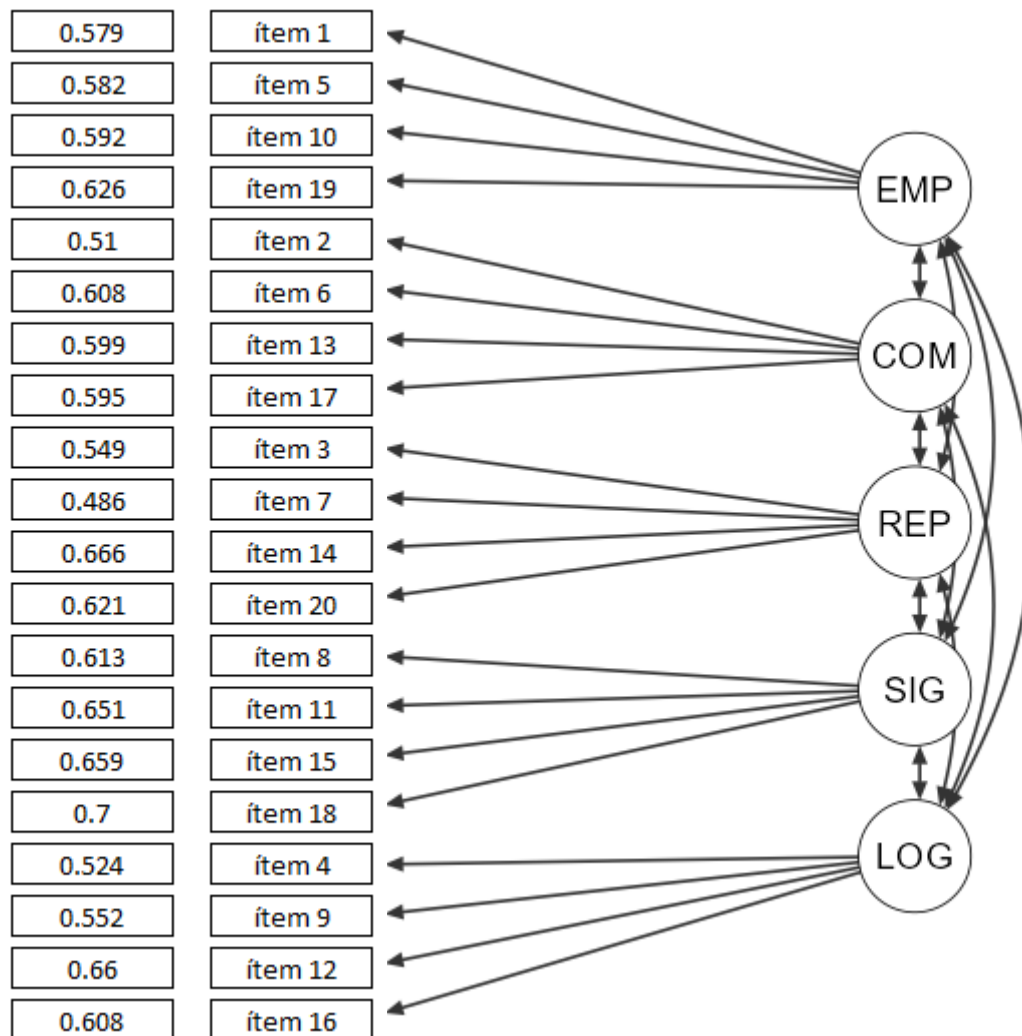 0.579 ítem 1
0.582 ítem 5
0.592 ítem 10
0.626 ítem 19
0.51 ítem 2
0.608 ítem 6
0.599 ítem 13
0.595 ítem 17
0.549 ítem 3
0.486 ítem 7
0.666 ítem 14
0.621 ítem 20
0.613 ítem 8
0.651 ítem 11
0.659 ítem 15
0.7 ítem 18
0.524 ítem 4
0.552 ítem 9
0.66 ítem 12
0.608 ítem 16
EMP
COM
REP
SIG
LOG